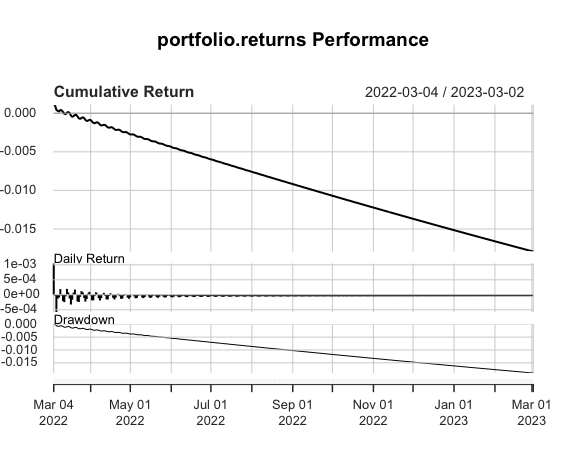 portfolio.returns Performance
Cumulative Return 2022-03-04 / 2023-03-02
0.000
-0.005
-0.010
-0.015
Daily Return
1e-03
5e-04
0e+00
-5e-04
Drawdown
0.000
-0.005
-0.010
-0.015
Mar 04 May 01 Jul 01 Sep 01 Nov 01 Jan 01 Mar 01
2022 2022 2022 2022 2022 2023 2023